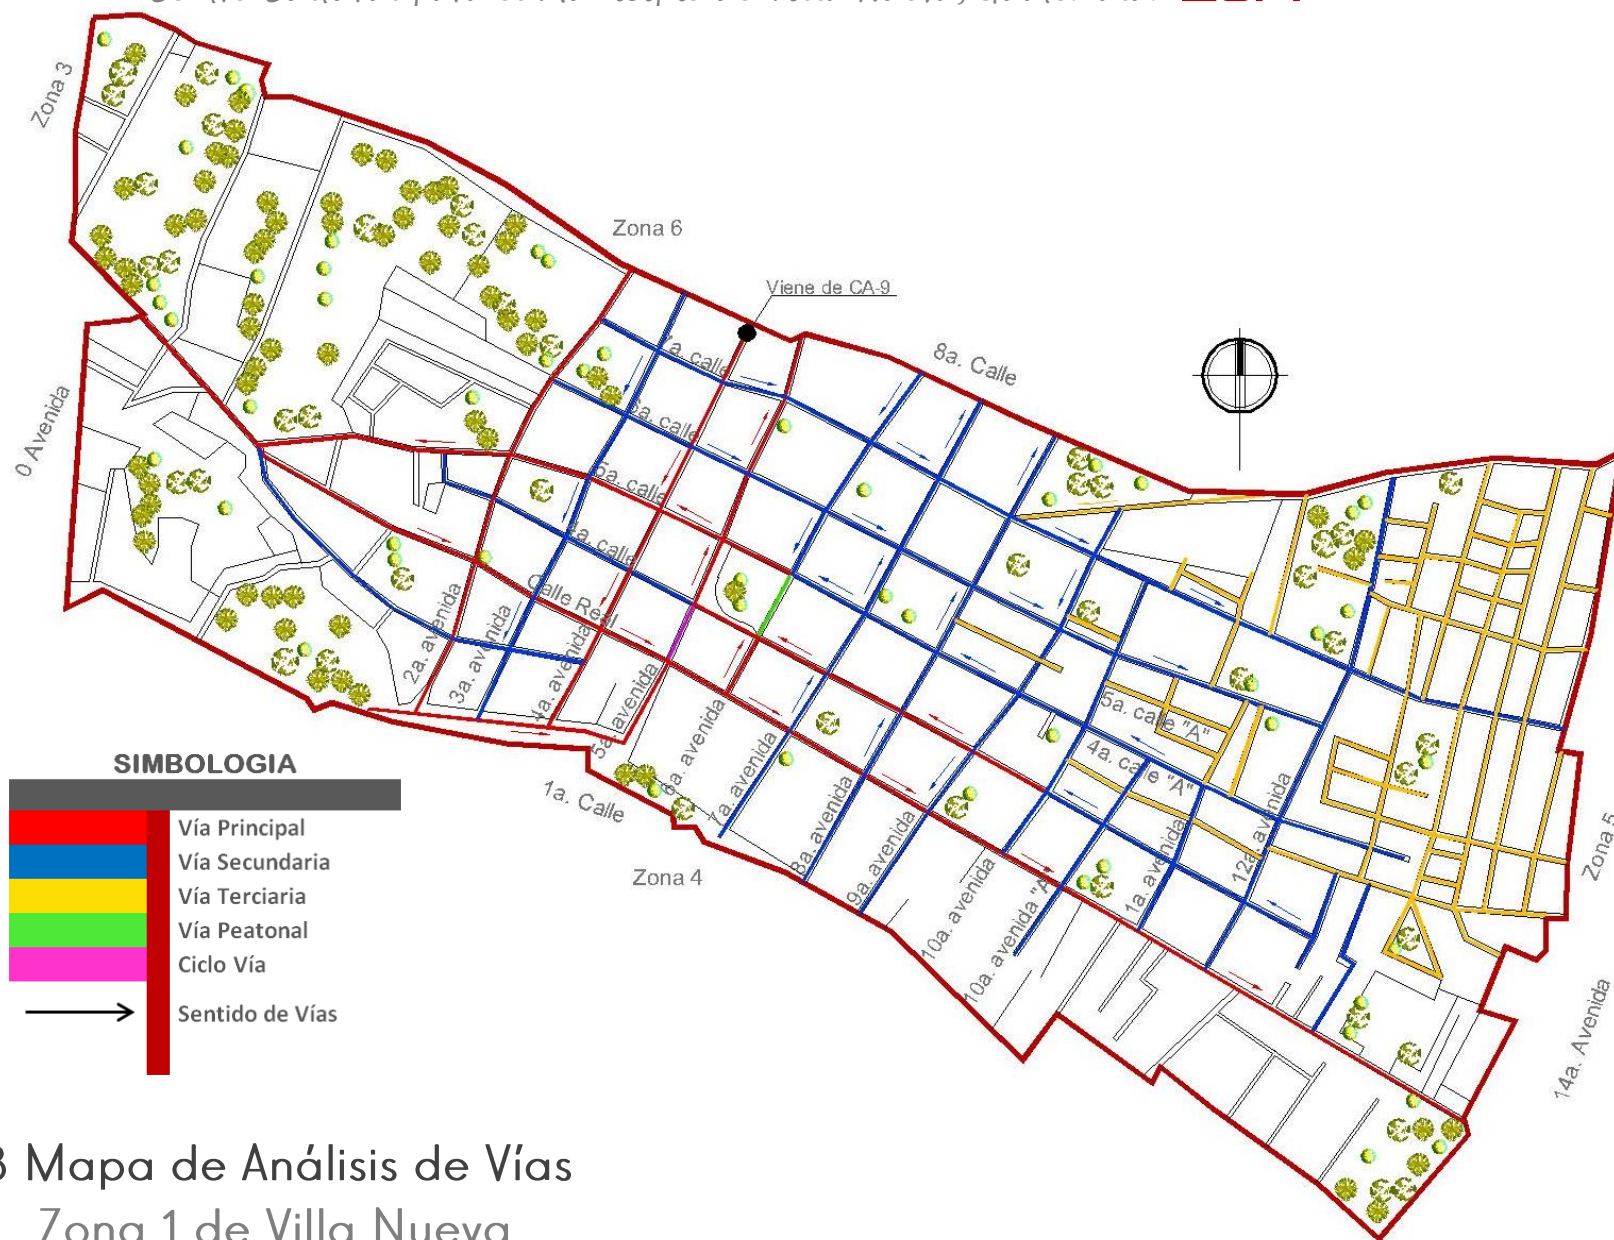 Zona 3
Zona 6
Viene de CA-9
8a. Calle
7a. calle
6a. calle
5a. calle
4a. calle
Calle Real
0 Avenida
2a. avenida
3a. avenida
4a. avenida
5a. avenida
6a. avenida
7a. avenida
8a. avenida
9a. avenida
10a. avenida
10a. avenida "A"
1a. avenida
12a. avenida
5a. calle "A"
4a. calle "A"
1a. Calle
Zona 4
Zona 5
14a. Avenida
SIMBOLOGIA
Vía Principal
Vía Secundaria
Vía Terciaria
Vía Peatonal
Ciclo Vía
Sentido de Vías
Mapa de Análisis de Vías
Zona 1 de Villa Nueva